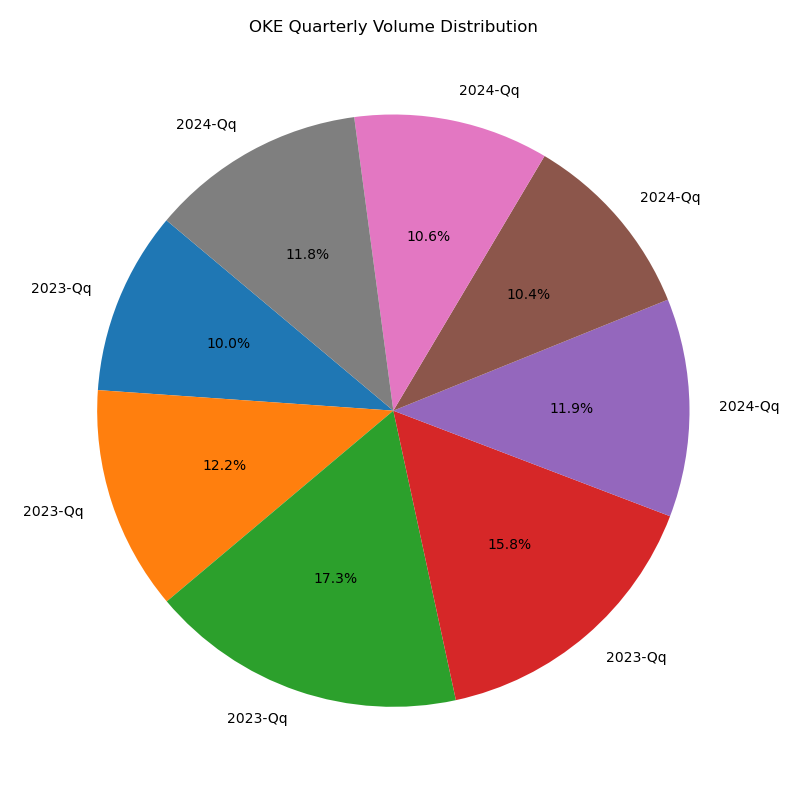 OKE Quarterly Volume Distribution
2024-Qq
2024-Qq
2024-Qq
10.6%
11.8%
2023-Qq
10.4%
10.0%
2024-Qq
11.9%
12.2%
2023-Qq
15.8%
17.3%
2023-Qq
2023-Qq